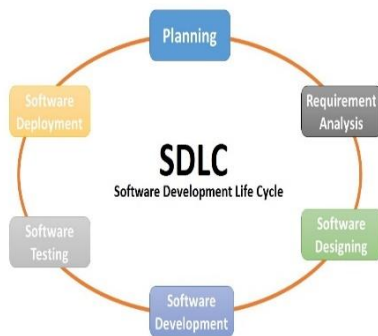 Planning
Requirement
Analysis
Software
Designing
Software
Development
Software
Testing
Software
Deployment
SDLC
Software Development Life Cycle